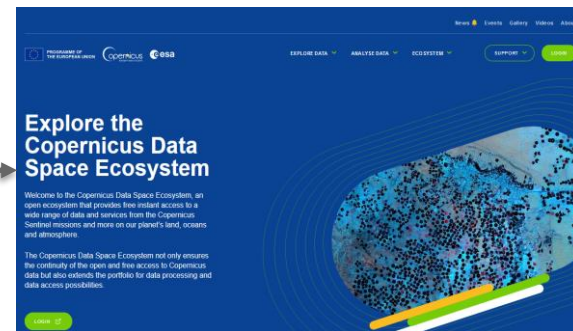 News Events Gallery Videos Abou
PROGRAMME OF
THE EUROPEAN UNION
opernicus
esa
EXPLORE DATA ANALYSE DATA ECOSYSTEM SUPPORT LOGIN
Explore the
Copernicus Data
Space Ecosystem
Welcome to the Copernicus Data Space Ecosystem, an
open ecosystem that provides free instant access to a
wide range of data and services from the Copernicus
Sentinel missions and more on our planet's land, oceans
and atmosphere.
The Copernicus Data Space Ecosystem not only ensures
the continuity of the open and free access to Copernicus
data but also extends the portfolio for data processing and
data access possibilities.
LOGIN